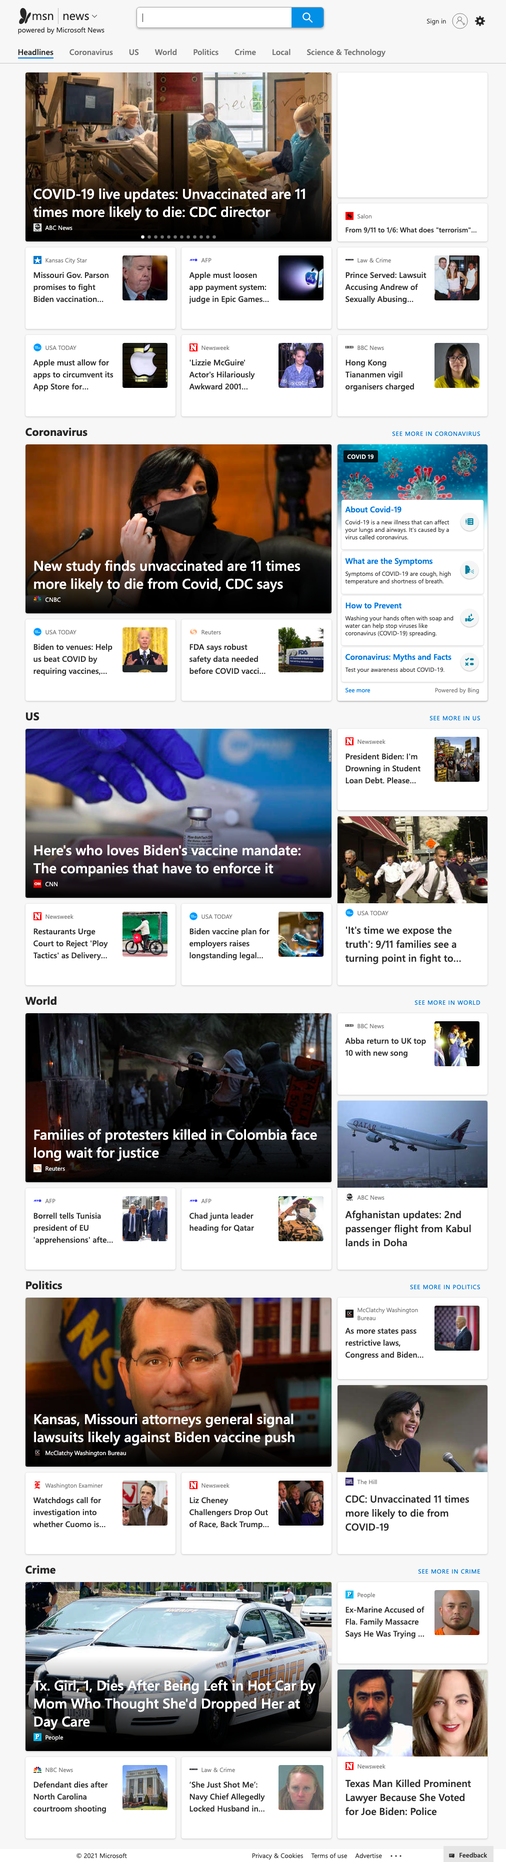 msn | news
powered by Microsoft News
Sign in
Headlines Coronavirus US World Politics Crime Local Science & Technology
COVID-19 live updates: Unvaccinated are 11
times more likely to die: CDC director
ABC News
Salon
From 9/11 to 1/6: What does "terrorism"...
Kansas City Star
Missouri Gov. Parson
promises to fight
Biden vaccination...
AFP
Apple must loosen
app payment system:
judge in Epic Games...
Law & Crime
Prince Served: Lawsuit
Accusing Andrew of
Sexually Abusing...
USA TODAY
Apple must allow for
apps to circumvent its
App Store for...
Newsweek
'Lizzie McGuire'
Actor's Hilariously
Awkward 2001...
BBC News
Hong Kong
Tiananmen vigil
organisers charged
Coronavirus
SEE MORE IN CORONAVIRUS
New study finds unvaccinated are 11 times
more likely to die from Covid, CDC says
CNBC
COVID 19
About Covid-19
Covid-19 is a new illness that can affect
your lungs and airways. It's caused by a
virus called coronavirus.
What are the Symptoms
Symptoms of COVID-19 are cough, high
temperature and shortness of breath.
How to Prevent
Washing your hands often with soap and
water can help stop viruses like
coronavirus (COVID-19) spreading.
Coronavirus: Myths and Facts
Test your awareness about COVID-19.
See more
Powered by Bing
USA TODAY
Biden to venues: Help
us beat COVID by
requiring vaccines,...
Reuters
FDA says robust
safety data needed
before COVID vacci...
US
SEE MORE IN US
Here's who loves Biden's vaccine mandate:
The companies that have to enforce it
CNN
Newsweek
President Biden: I'm
Drowning in Student
Loan Debt. Please...
USA TODAY
'It's time we expose the
truth': 9/11 families see a
turning point in fight to...
Newsweek
Restaurants Urge
Court to Reject 'Ploy
Tactics' as Delivery...
USA TODAY
Biden vaccine plan for
employers raises
longstanding legal...
World
SEE MORE IN WORLD
Families of protesters killed in Colombia face
long wait for justice
Reuters
BBC News
Abba return to UK top
10 with new song
QATAR
ABC News
Afghanistan updates: 2nd
passenger flight from Kabul
lands in Doha
AFP
Borrell tells Tunisia
president of EU
'apprehensions' afte...
AFP
Chad junta leader
heading for Qatar
Politics
SEE MORE IN POLITICS
Kansas, Missouri attorneys general signal
lawsuits likely against Biden vaccine push
McClatchy Washington Bureau
McClatchy Washington
Bureau
As more states pass
restrictive laws,
Congress and Biden...
The Hill
CDC: Unvaccinated 11 times
more likely to die from
COVID-19
Washington Examiner
Watchdogs call for
investigation into
whether Cuomo is...
Newsweek
Liz Cheney
Challengers Drop Out
of Race, Back Trump...
Crime
SEE MORE IN CRIME
SHERIFF
Tx. Girl, 1, Dies After Being Left in Hot Car by
Mom Who Thought She'd Dropped Her at
Day Care
People
People
Ex-Marine Accused of
Fla. Family Massacre
Says He Was Trying ...
Newsweek
Texas Man Killed Prominent
Lawyer Because She Voted
for Joe Biden: Police
NBC News
Defendant dies after
North Carolina
courtroom shooting
Law & Crime
'She Just Shot Me':
Navy Chief Allegedly
Locked Husband in...
© 2021 Microsoft
Privacy & Cookies Terms of use Advertise ...
Feedback